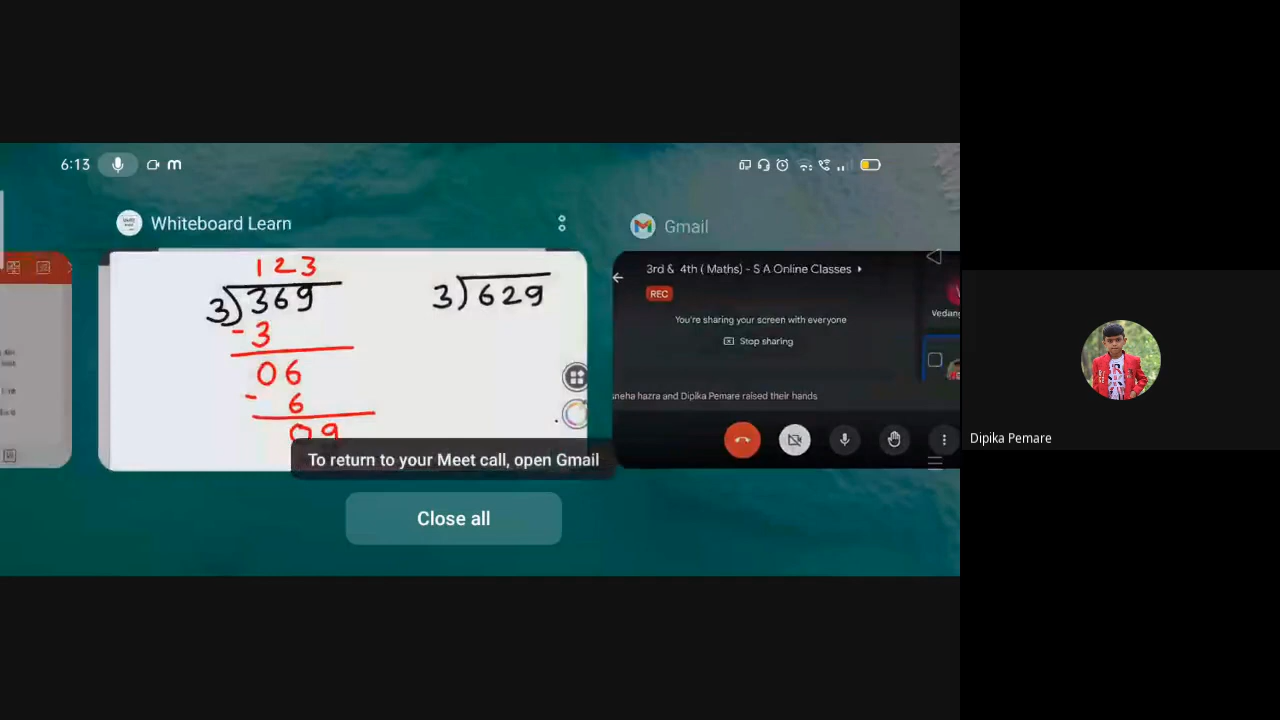 6:13 m
Whiteboard Learn
123
3)369
-3
06
-6
09
3)629
Gmail
3rd & 4th ( Maths) - S A Online Classes
REC
You're sharing your screen with everyone
Stop sharing
Vedang
neha hazra and Dipika Pemare raised their hands
To return to your Meet call, open Gmail
Close all
Dipika Pemare